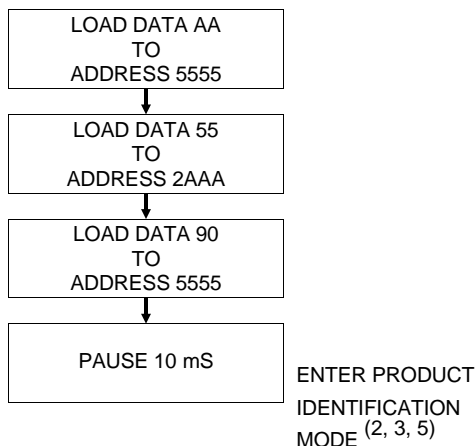 LOAD DATA AA
TO
ADDRESS 5555
LOAD DATA 55
TO
ADDRESS 2AAA
LOAD DATA 90
TO
ADDRESS 5555
PAUSE 10 mS
ENTER PRODUCT
IDENTIFICATION
MODE (2, 3, 5)